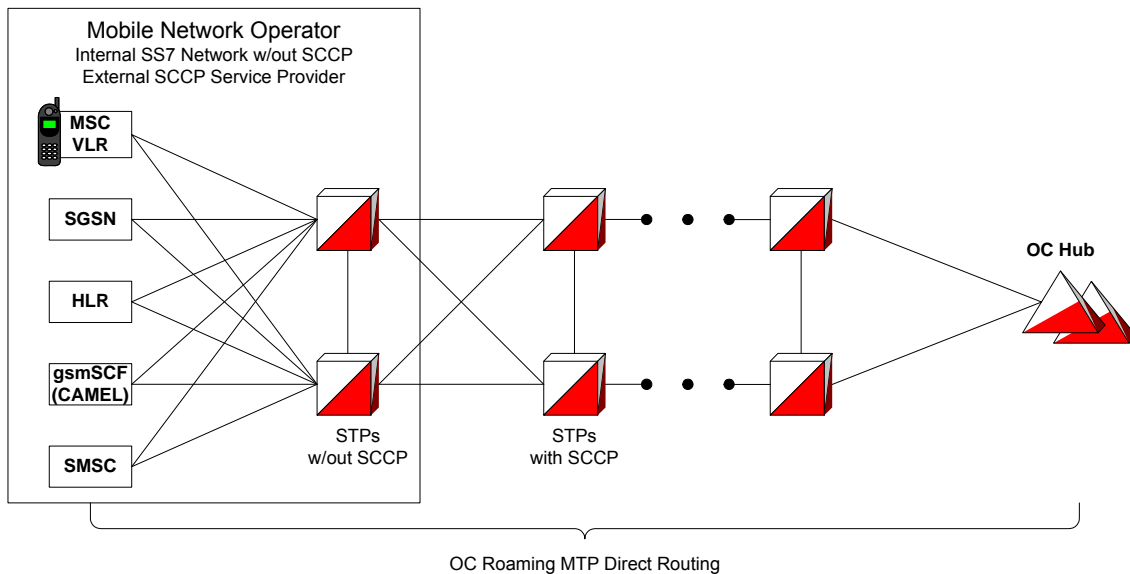 Mobile Network Operator
Internal SS7 Network w/out SCCP
External SCCP Service Provider
MSC
VLR
SGSN
HLR
gsmSCF
(CAMEL)
SMSC
STPs
w/out SCCP
STPs
with SCCP
OC Hub
OC Roaming MTP Direct Routing